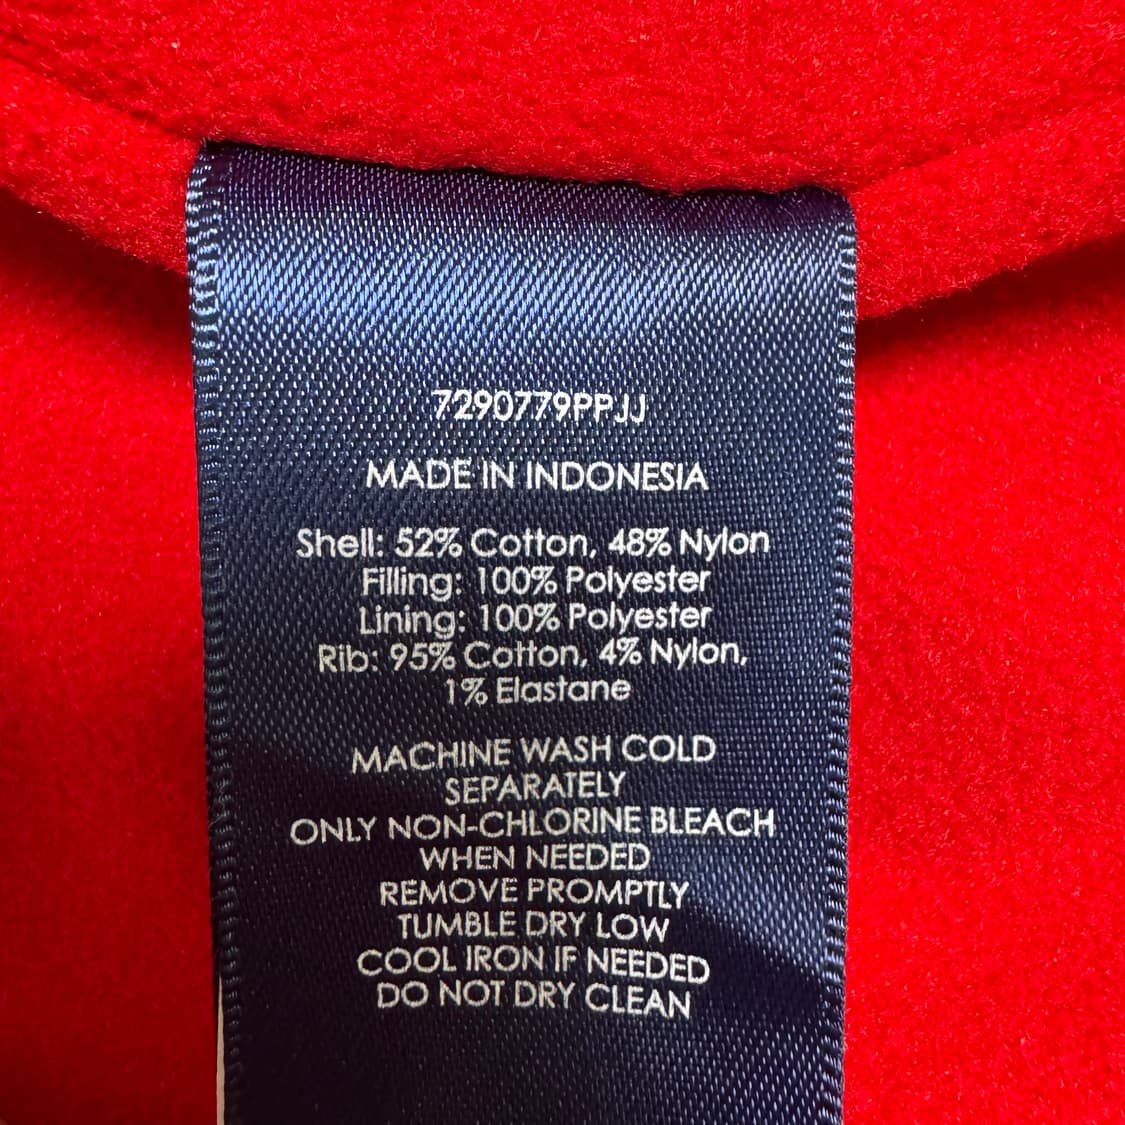 7290779PPJJ
MADE IN INDONESIA
Shell: 52% Cotton, 48% Nylon
Filling: 100% Polyester
Lining: 100% Polyester
Rib: 95% Cotton, 4% Nylon,
1% Elastane
MACHINE WASH COLD
SEPARATELY
ONLY NON-CHLORINE BLEACH
WHEN NEEDED
REMOVE PROMPTLY
TUMBLE DRY LOW
COOL IRON IF NEEDED
DO NOT DRY CLEAN